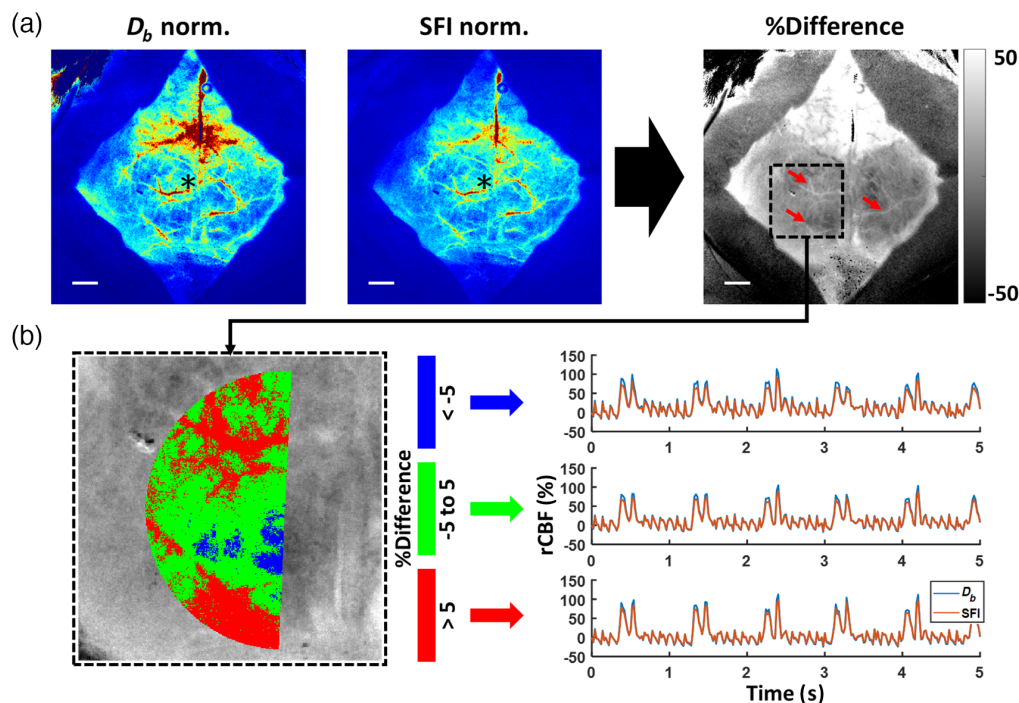 (a)
D_b norm.
SFI norm.
%Difference
50
*
*
-50
(b)
%Difference
< -5
-5 to 5
> 5
rCBF (%)
150
100
50
0
-50
0 1 2 3 4 5
150
100
50
0
-50
0 1 2 3 4 5
150
100
50
0
-50
0 1 2 3 4 5
D_b
SFI
Time (s)